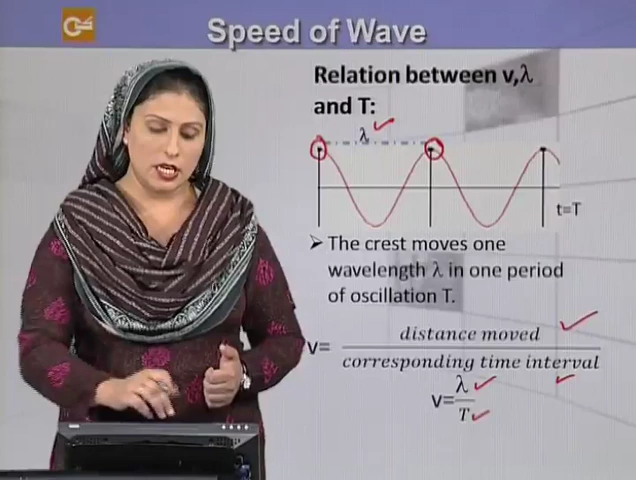 Speed of Wave
Relation between v,λ
and T:
λ
t=T
➢ The crest moves one
wavelength λ in one period
of oscillation T.
v= distance moved
corresponding time interval
v= λ
T